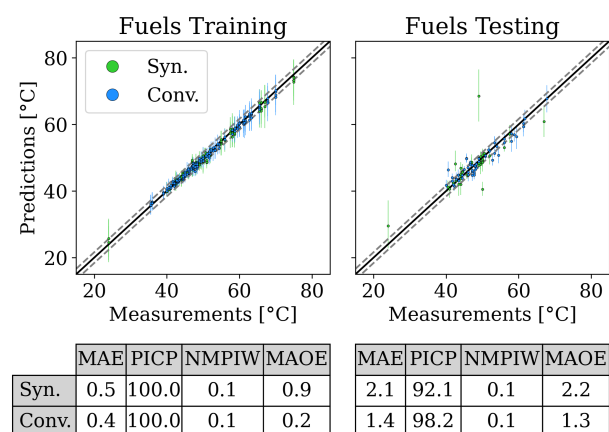 Fuels Training
Fuels Testing
Syn.
Conv.
80
60
40
20
Predictions [°C]
20 40 60 80
20 40 60 80
Measurements [°C]
Measurements [°C]
MAE PICP NMPIW MAOE
MAE PICP NMPIW MAOE
Syn. 0.5 100.0 0.1 0.9
2.1 92.1 0.1 2.2
Conv. 0.4 100.0 0.1 0.2
1.4 98.2 0.1 1.3